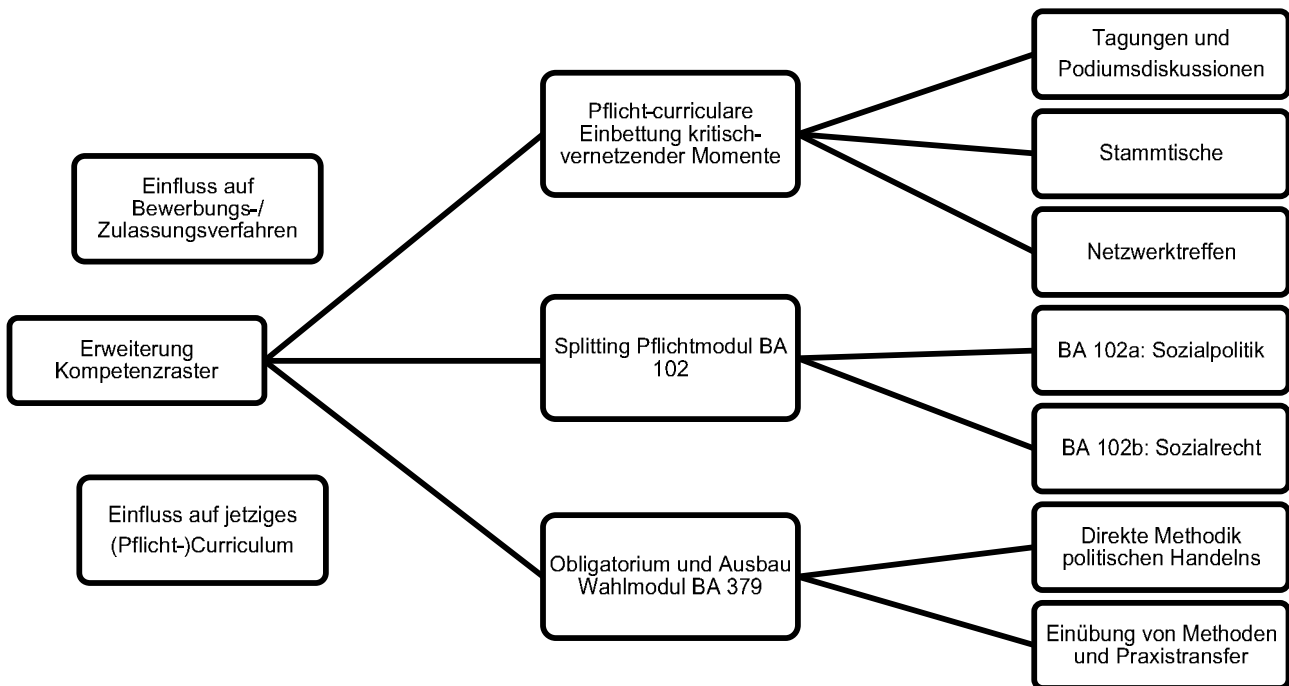 Einfluss auf
Bewerbungs-/
Zulassungsverfahren
Erweiterung
Kompetenzraster
Einfluss auf jetziges
(Pflicht-)Curriculum
Pflicht-curriculare
Einbettung kritisch-
vernetzender Momente
Splitting Pflichtmodul BA
102
Obligatorium und Ausbau
Wahlmodul BA 379
Tagungen und
Podiumsdiskussionen
Stammtische
Netzwerktreffen
BA 102a: Sozialpolitik
BA 102b: Sozialrecht
Direkte Methodik
politischen Handelns
Einübung von Methoden
und Praxistransfer